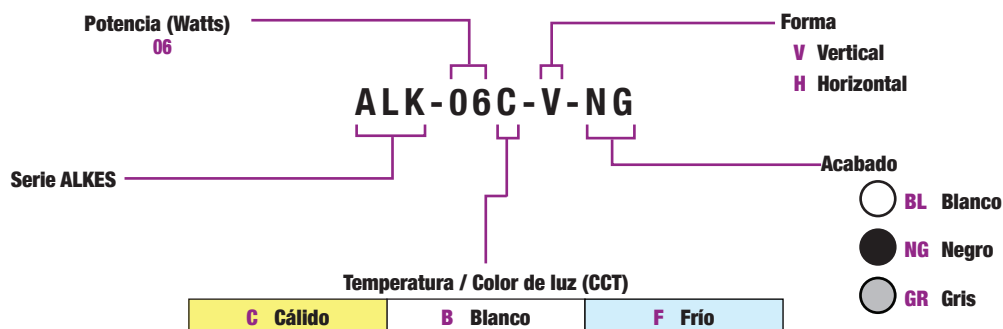 Potencia (Watts)
06
Forma
V Vertical
H Horizontal
ALK-06C-V-NG
Serie ALKES
Acabado
BL Blanco
NG Negro
GR Gris
Temperatura / Color de luz (CCT)
C Cálido B Blanco F Frío